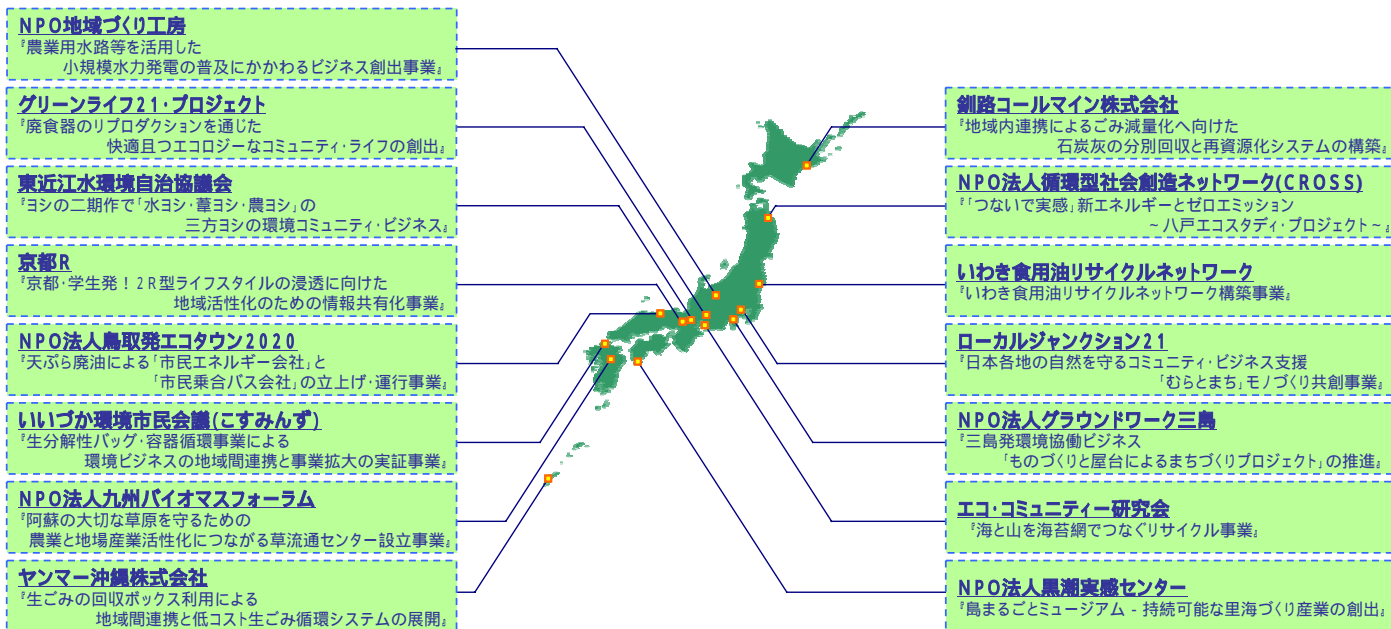 NPO地域づくり工房
『農業用水路等を活用した
小規模水力発電の普及にかかわるビジネス創出事業』
グリーンライフ21・プロジェクト
『廃食器のリプロダクションを通じた
快適且つエコロジーなコミュニティ・ライフの創出』
東近江水環境自治協議会
『ヨシの二期作で「水ヨシ・葦ヨシ・農ヨシ」の
三方ヨシの環境コミュニティ・ビジネス』
京都R
『京都・学生発！2R型ライフスタイルの浸透に向けた
地域活性化のための情報共有化事業』
NPO法人鳥取発エコタウン2020
『天ぷら廃油による「市民エネルギー会社」と
「市民乗合バス会社」の立上げ・運行事業』
いいづか環境市民会議(こすみんず)
『生分解性バッグ・容器循環事業による
環境ビジネスの地域間連携と事業拡大の実証事業』
NPO法人九州バイオマスフォーラム
『阿蘇の大切な草原を守るための
農業と地場産業活性化につながる草流通センター設立事業』
ヤンマー沖縄株式会社
『生ごみの回収ボックス利用による
地域間連携と低コスト生ごみ循環システムの展開』
釧路コールマイン株式会社
『地域内連携によるごみ減量化へ向けた
石炭灰の分別回収と再資源化システムの構築』
NPO法人循環型社会創造ネットワーク(CROSS)
『「つないで実感」新エネルギーとゼロエミッション
～八戸エコスタディ・プロジェクト～』
いわき食用油リサイクルネットワーク
『いわき食用油リサイクルネットワーク構築事業』
ローカルジャンクション21
『日本各地の自然を守るコミュニティ・ビジネス支援
「むらとまち」モノづくり共創事業』
NPO法人グラウンドワーク三島
『三島発環境協働ビジネス
「ものづくりと屋台によるまちづくりプロジェクト」の推進』
エコ・コミュニティー研究会
『海と山を海苔網でつなぐリサイクル事業』
NPO法人黒潮実感センター
『島まるごとミュージアム - 持続可能な里海づくり産業の創出』